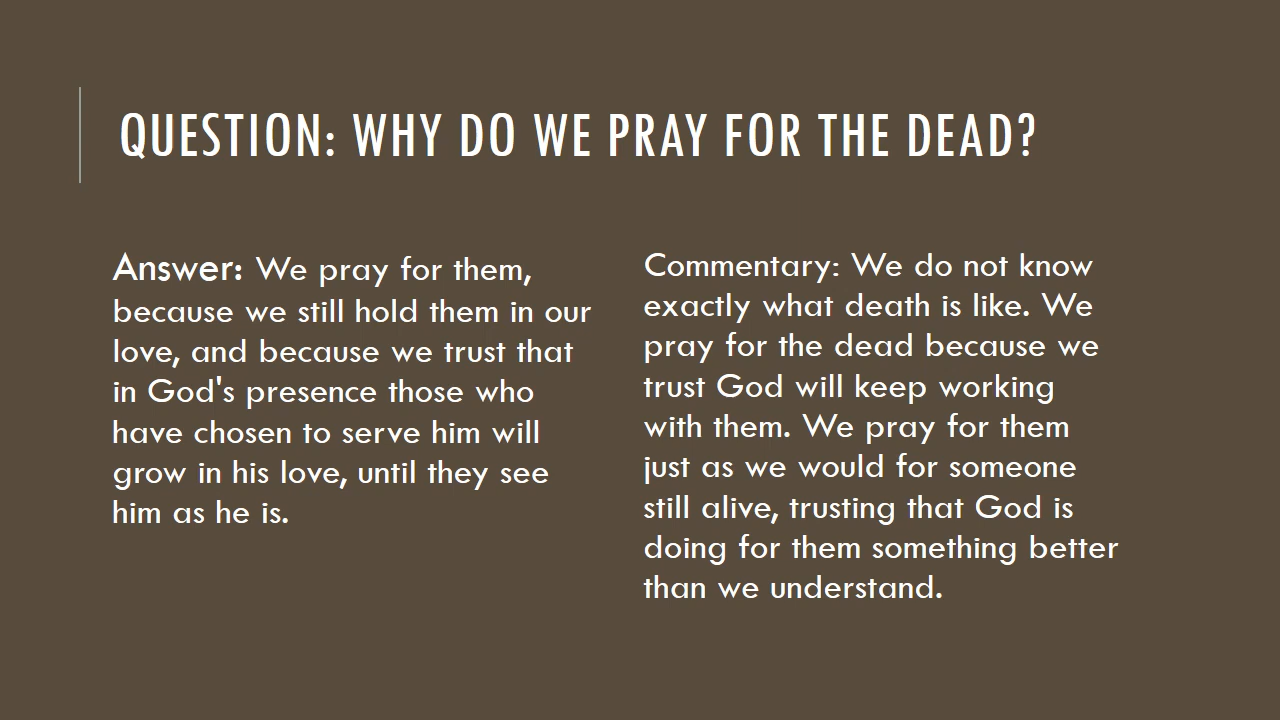 QUESTION: WHY DO WE PRAY FOR THE DEAD?
Answer: We pray for them,
because we still hold them in our
love, and because we trust that
in God's presence those who
have chosen to serve him will
grow in his love, until they see
him as he is.
Commentary: We do not know
exactly what death is like. We
pray for the dead because we
trust God will keep working
with them. We pray for them
just as we would for someone
still alive, trusting that God is
doing for them something better
than we understand.